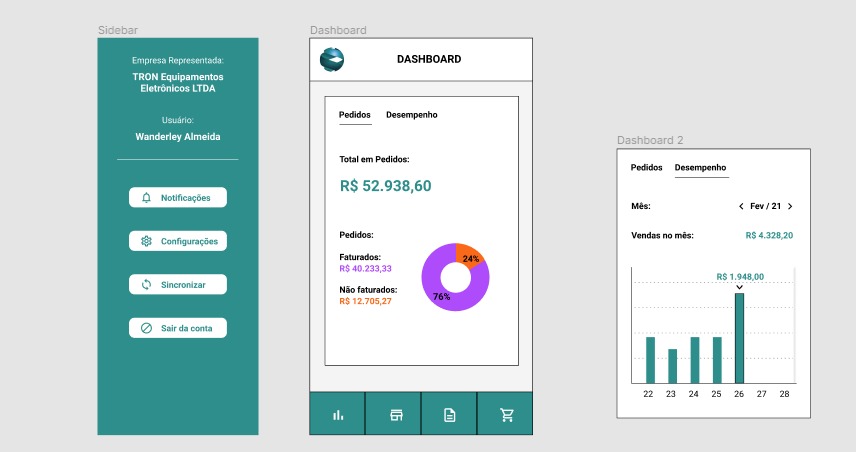 Sidebar
Empresa Representada:
TRON Equipamentos
Eletrônicos LTDA
Usuário:
Wanderley Almeida
Notificações
Configurações
Sincronizar
Sair da conta
Dashboard
DASHBOARD
Pedidos Desempenho
Total em Pedidos:
R$ 52.938,60
Pedidos:
Faturados:
R$ 40.233,33
Não faturados:
R$ 12.705,27
24%
76%
Dashboard 2
Pedidos Desempenho
Mês: < Fev / 21 >
Vendas no mês: R$ 4.328,20
R$ 1.948,00
22 23 24 25 26 27 28